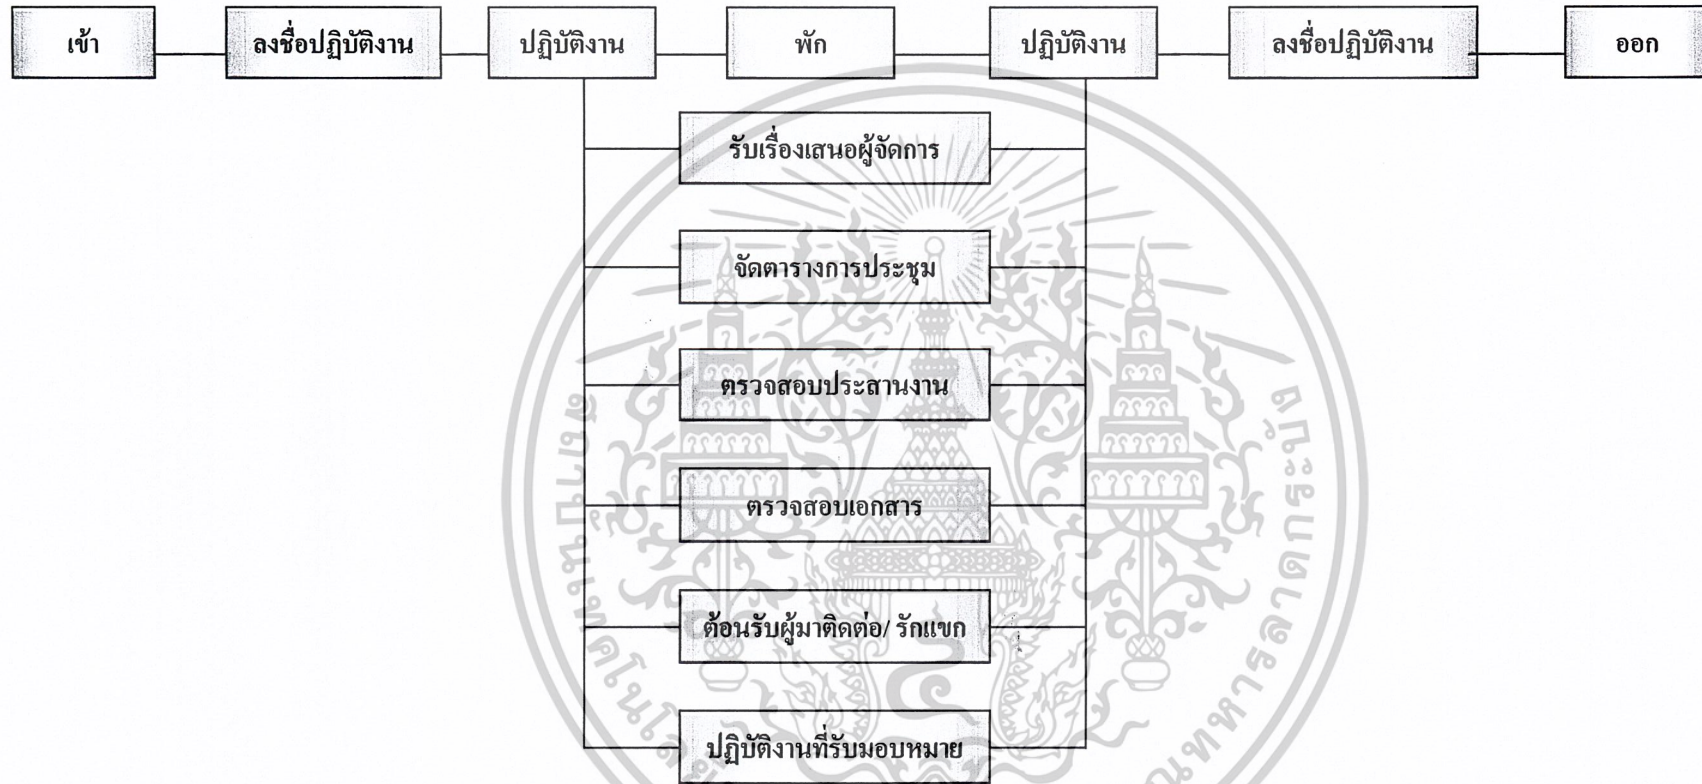 เข้า
ลงชื่อปฏิบัติงาน
ปฏิบัติงาน
พัก
ปฏิบัติงาน
ลงชื่อปฏิบัติงาน
ออก
รับเรื่องเสนอผู้จัดการ
จัดตารางการประชุม
ตรวจสอบประสานงาน
ตรวจสอบเอกสาร
ต้อนรับผู้มาติดต่อ/ รักแขก
ปฏิบัติงานที่รับมอบหมาย